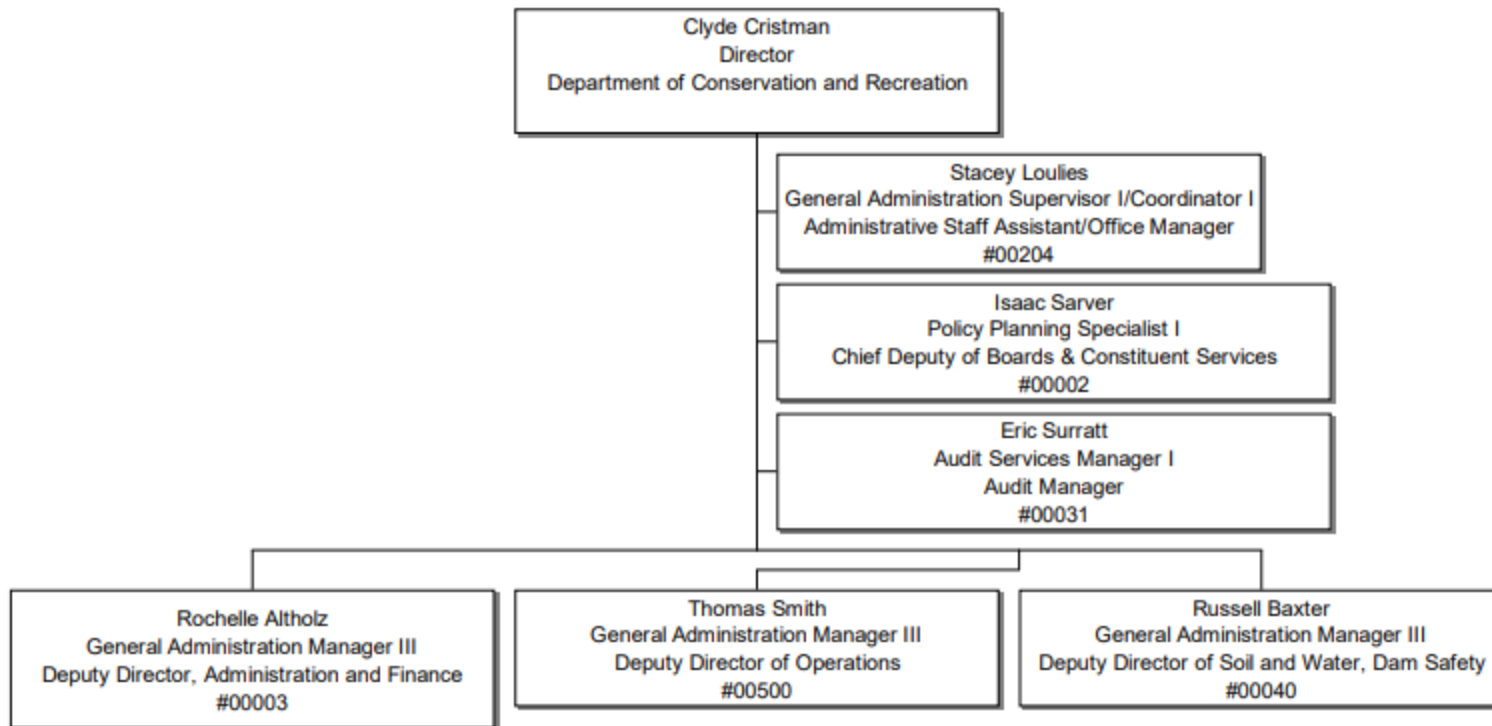 Clyde Cristman
Director
Department of Conservation and Recreation
Stacey Loulies
General Administration Supervisor I/Coordinator I
Administrative Staff Assistant/Office Manager
#00204
Isaac Sarver
Policy Planning Specialist I
Chief Deputy of Boards & Constituent Services
#00002
Eric Surratt
Audit Services Manager I
Audit Manager
#00031
Rochelle Altholz
General Administration Manager III
Deputy Director, Administration and Finance
#00003
Thomas Smith
General Administration Manager III
Deputy Director of Operations
#00500
Russell Baxter
General Administration Manager III
Deputy Director of Soil and Water, Dam Safety
#00040